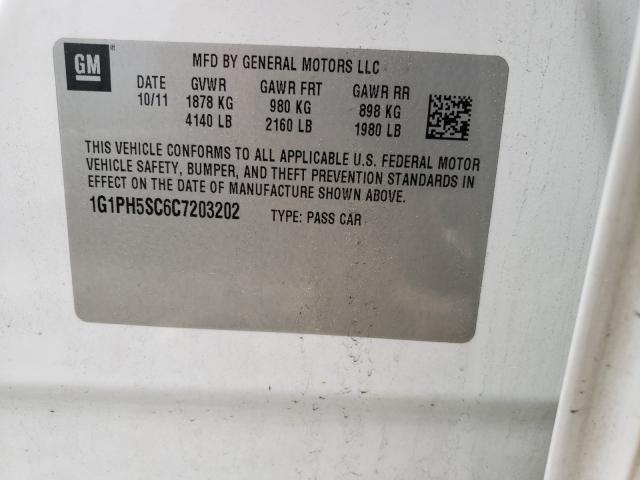 GM
MFD BY GENERAL MOTORS LLC
DATE GVWR GAWR FRT GAWR RR
10/11 1878 KG 980 KG 898 KG
4140 LB 2160 LB 1980 LB
THIS VEHICLE CONFORMS TO ALL APPLICABLE U.S. FEDERAL MOTOR
VEHICLE SAFETY, BUMPER, AND THEFT PREVENTION STANDARDS IN
EFFECT ON THE DATE OF MANUFACTURE SHOWN ABOVE.
1G1PH5SC6C7203202 TYPE: PASS CAR